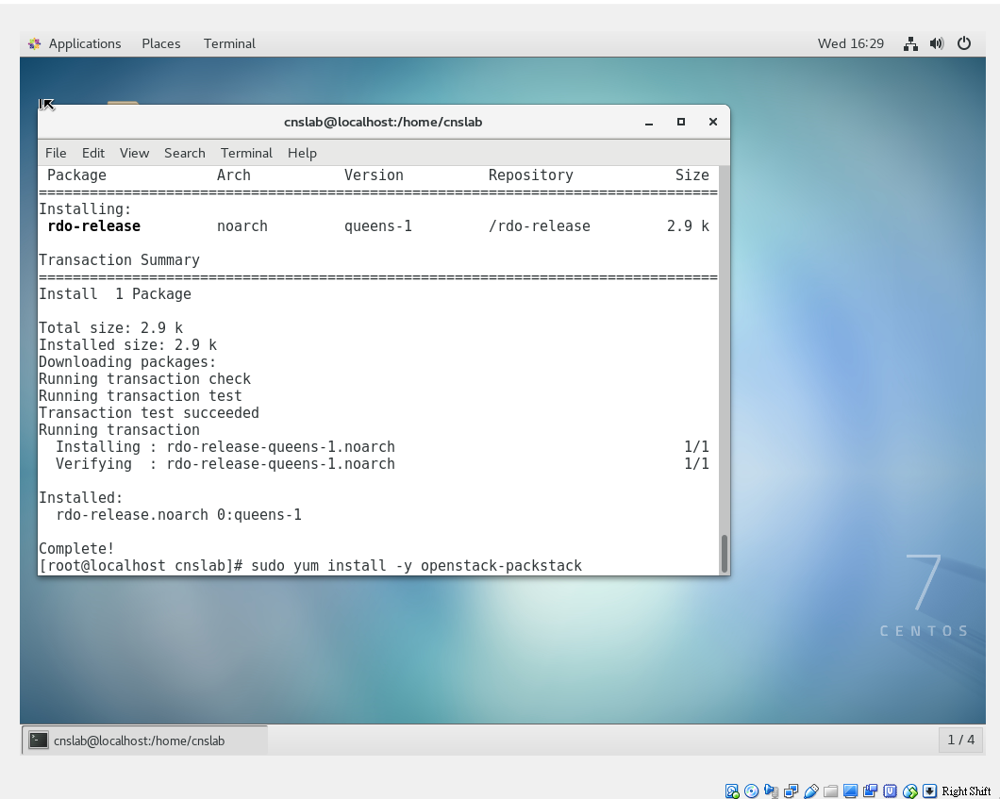 Applications Places Terminal Wed 16:29
cnslab@localhost:/home/cnslab
File Edit View Search Terminal Help
Package Arch Version Repository Size
================================================================================
Installing:
rdo-release noarch queens-1 /rdo-release 2.9 k
Transaction Summary
================================================================================
Install 1 Package
Total size: 2.9 k
Installed size: 2.9 k
Downloading packages:
Running transaction check
Running transaction test
Transaction test succeeded
Running transaction
Installing : rdo-release-queens-1.noarch 1/1
Verifying : rdo-release-queens-1.noarch 1/1
Installed:
rdo-release.noarch 0:queens-1
Complete!
[root@localhost cnslab]# sudo yum install -y openstack-packstack
7
CENTOS
cnslab@localhost:/home/cnslab 1 / 4
Right Shift